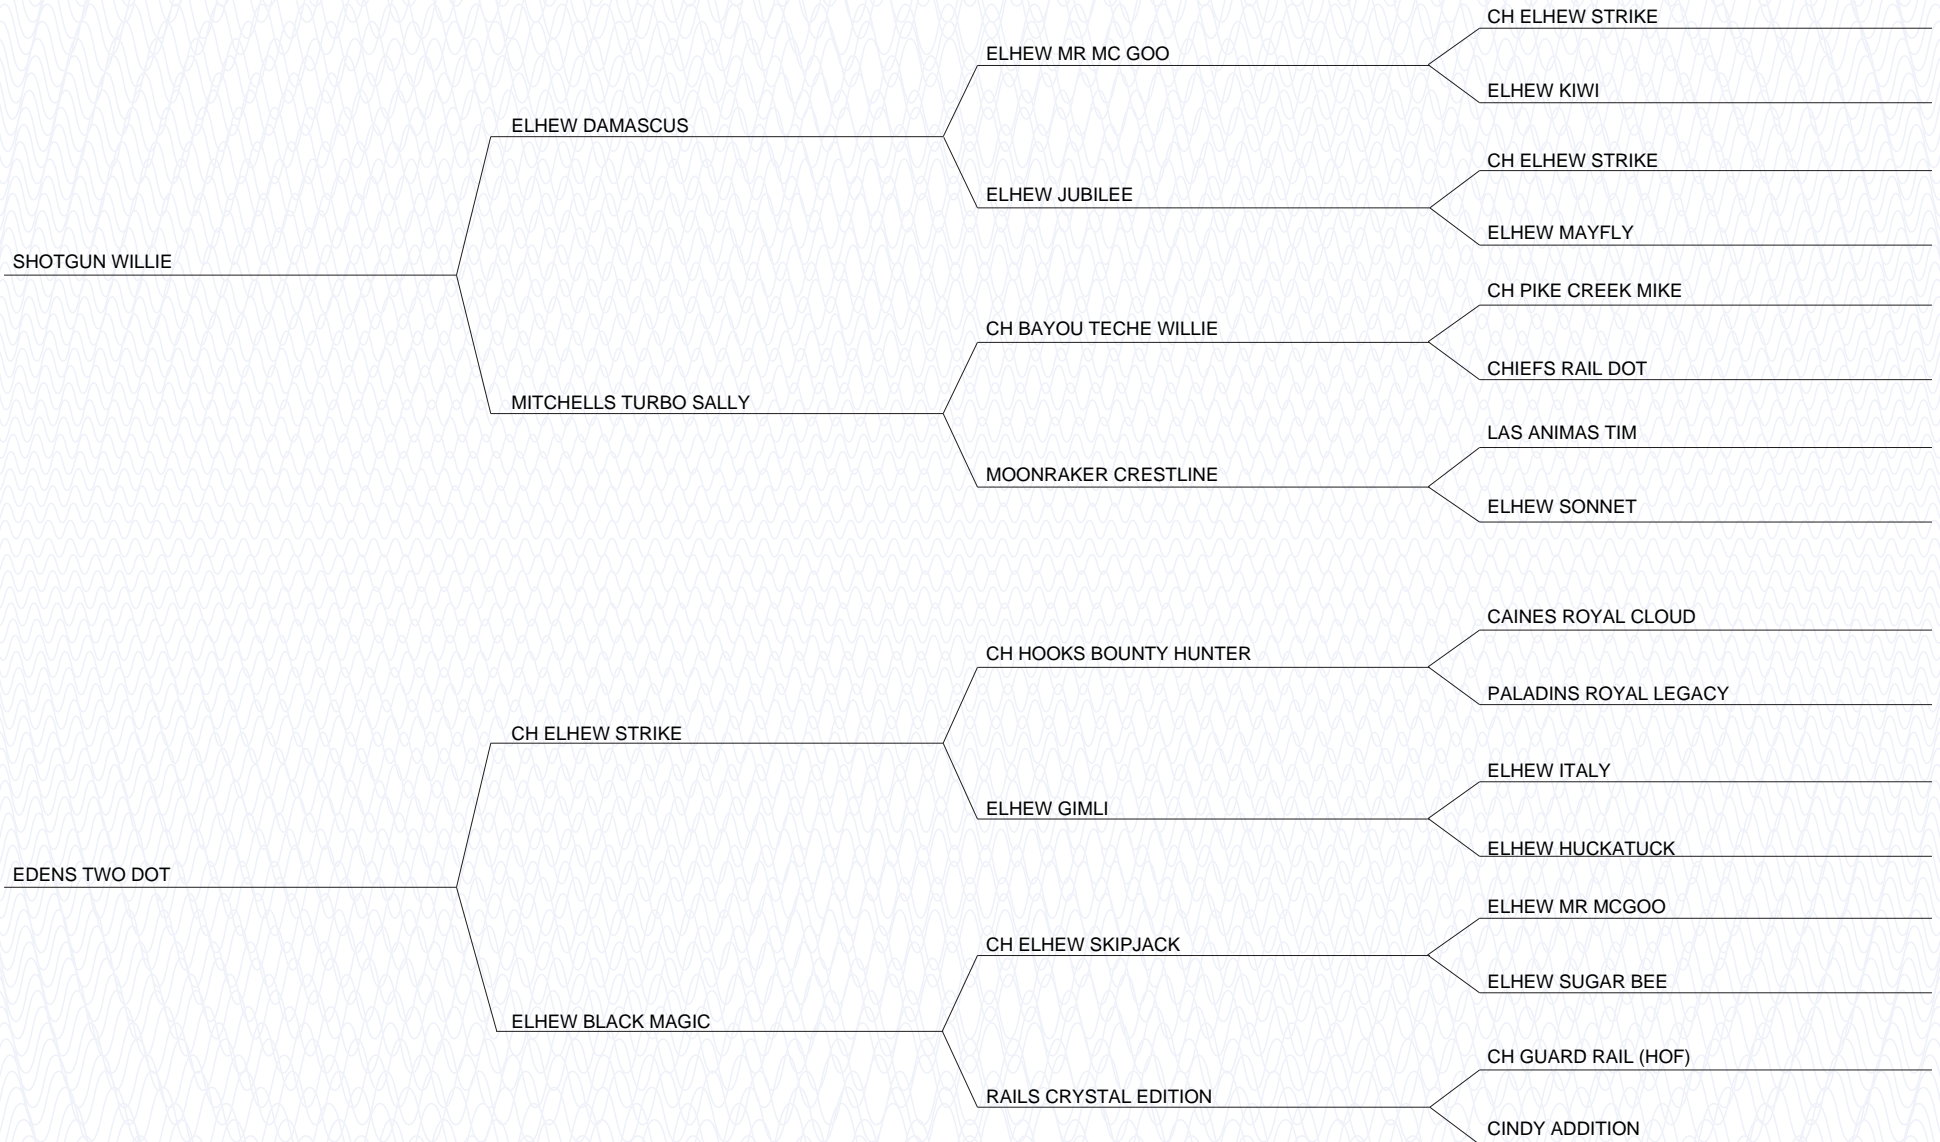 CH ELHEW STRIKE
ELHEW MR MC GOO
ELHEW KIWI
ELHEW DAMASCUS
CH ELHEW STRIKE
ELHEW JUBILEE
ELHEW MAYFLY
SHOTGUN WILLIE
CH PIKE CREEK MIKE
CH BAYOU TECHE WILLIE
CHIEFS RAIL DOT
MITCHELLS TURBO SALLY
LAS ANIMAS TIM
MOONRAKER CRESTLINE
ELHEW SONNET
CAINES ROYAL CLOUD
CH HOOKS BOUNTY HUNTER
PALADINS ROYAL LEGACY
CH ELHEW STRIKE
ELHEW ITALY
ELHEW GIMLI
ELHEW HUCKATUCK
EDENS TWO DOT
ELHEW MR MCGOO
CH ELHEW SKIPJACK
ELHEW SUGAR BEE
ELHEW BLACK MAGIC
CH GUARD RAIL (HOF)
RAILS CRYSTAL EDITION
CINDY ADDITION